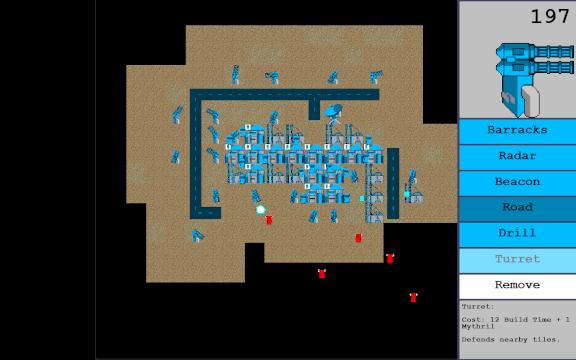 197
Barracks
Radar
Beacon
Road
Drill
Turret
Remove
Turret:
Cost: 12 Build Time + 1
Mythril
Defends nearby tiles.